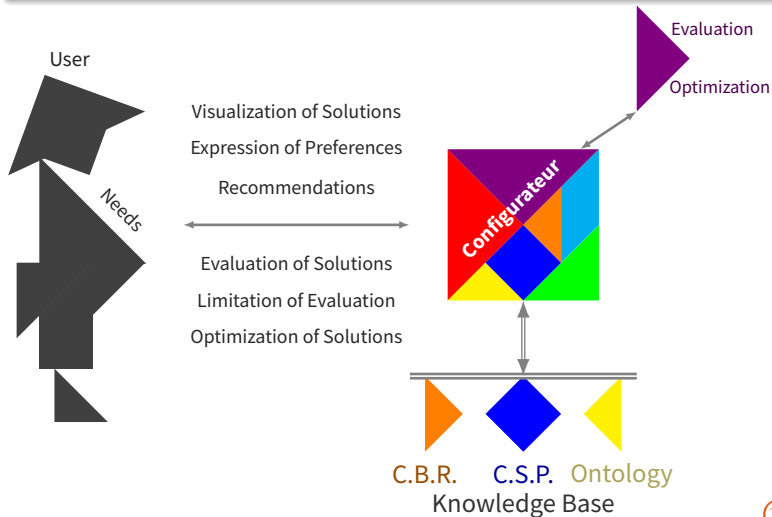 User
Needs
Visualization of Solutions
Expression of Preferences
Recommendations
Evaluation of Solutions
Limitation of Evaluation
Optimization of Solutions
Evaluation
Optimization
Configurateur
C.B.R.
C.S.P.
Ontology
Knowledge Base